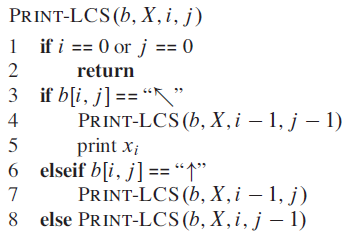 PRINT-LCS(b, X, i, j)
1 if i == 0 or j == 0
2 return
3 if b[i, j] == “↖”
4 PRINT-LCS(b, X, i − 1, j − 1)
5 print xᵢ
6 elseif b[i, j] == “↑”
7 PRINT-LCS(b, X, i − 1, j)
8 else PRINT-LCS(b, X, i, j − 1)